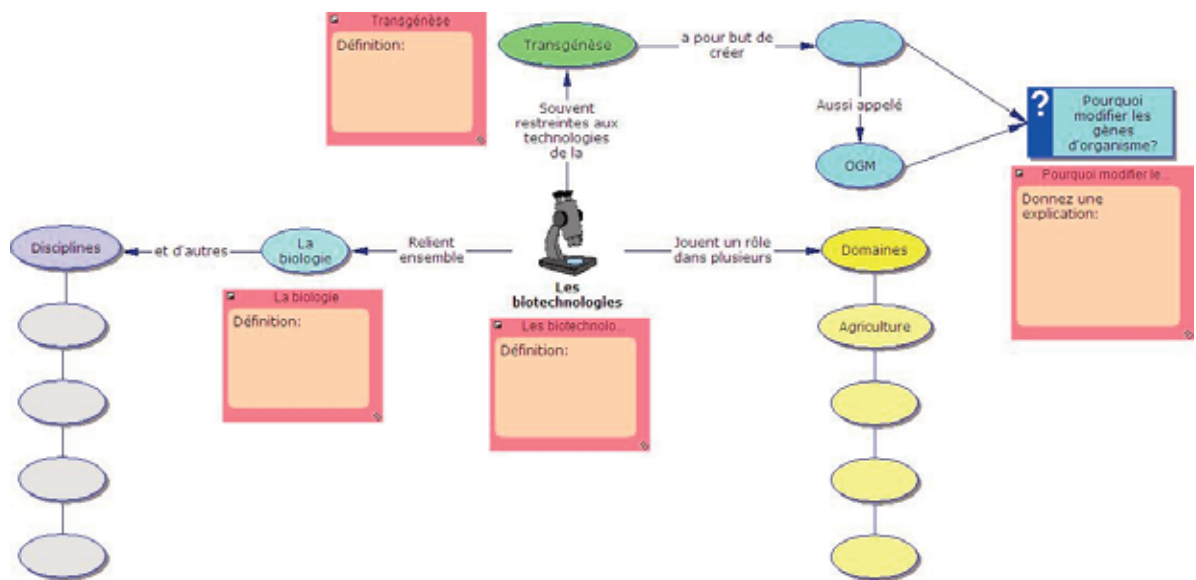 Transgénèse
Définition:
Transgénèse
a pour but de
créer
Souvent
restreintes aux
technologies
de la
Aussi appelé
OGM
?
Pourquoi
modifier les
gènes
d'organisme?
Pourquoi modifier le...
Donnez une
explication:
Disciplines
et d'autres
La
biologie
Relient
ensemble
Les
biotechnologies
Jouent un rôle
dans plusieurs
Domaines
La biologie
Définition:
Les biotechnolo...
Définition:
Agriculture